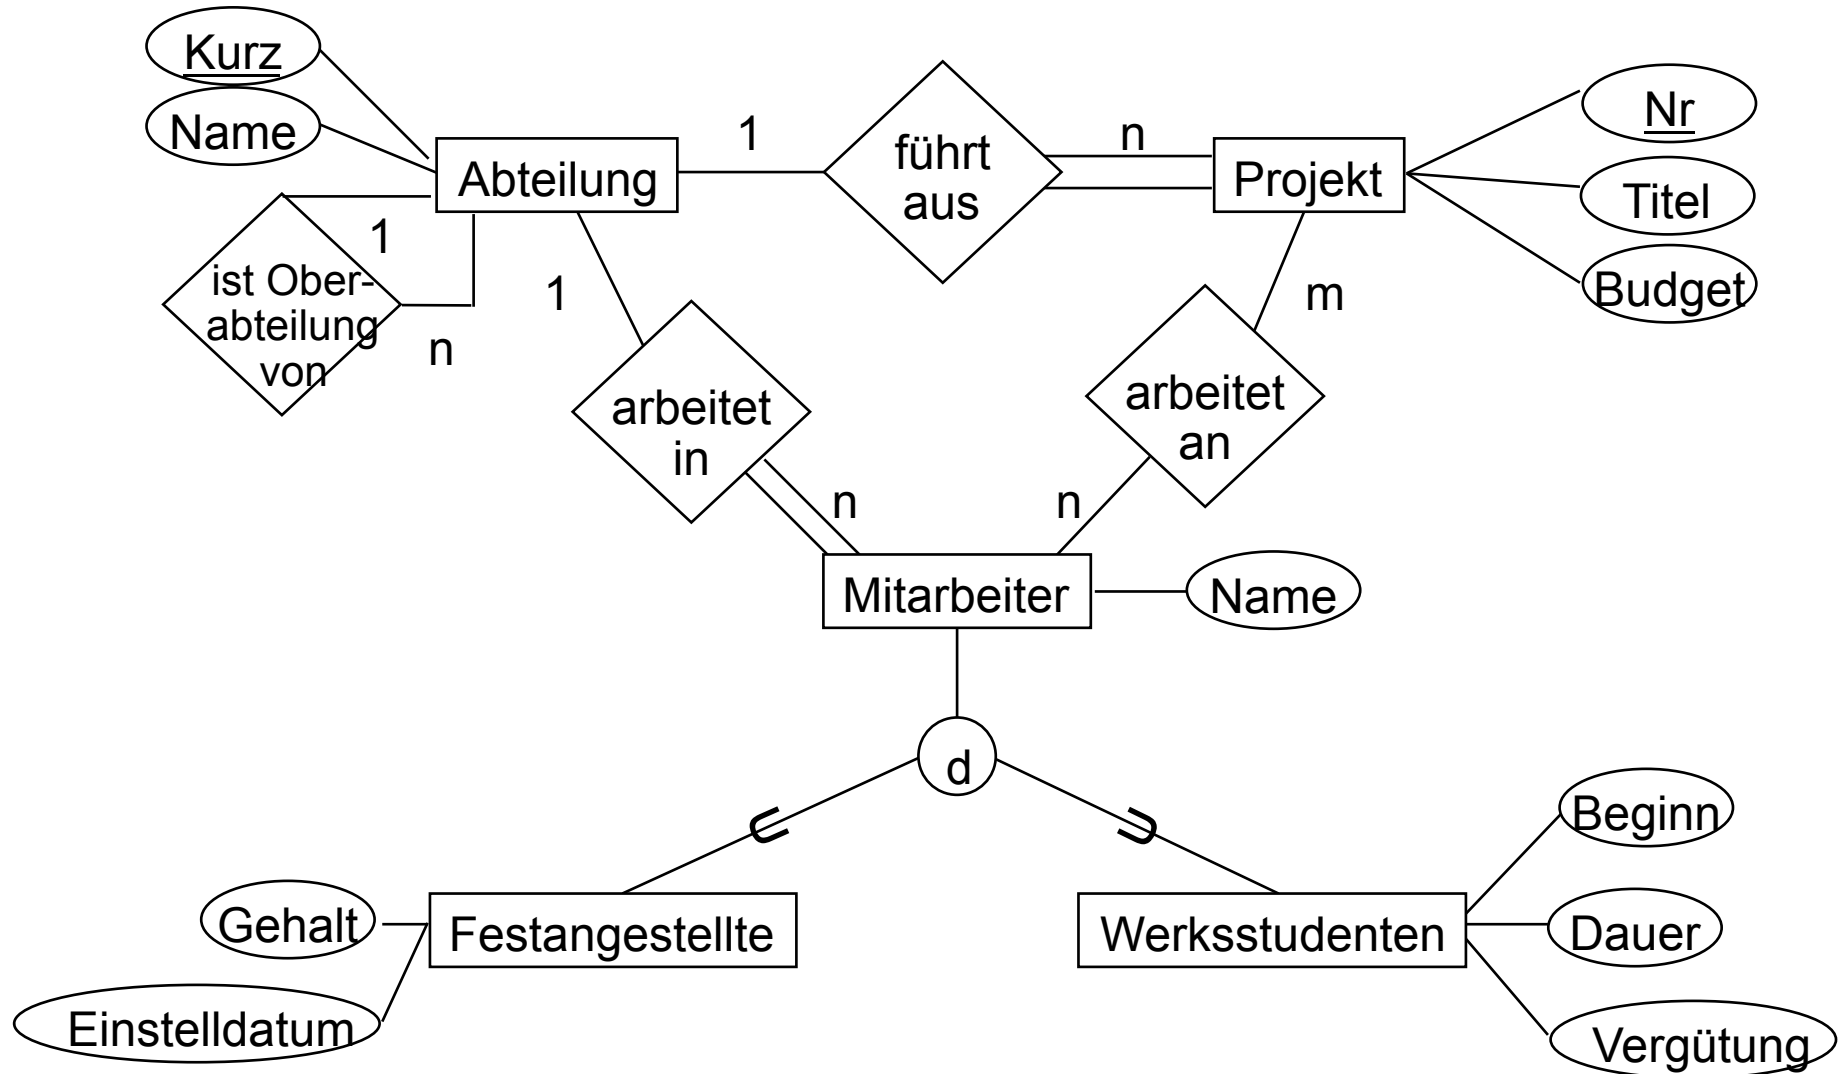 Kurz
Name
Abteilung
1
führt
aus
n
Projekt
Nr
Titel
Budget
1
ist Ober-
abteilung
von
n
1
arbeitet
in
n
m
arbeitet
an
n
Mitarbeiter
Name
d
Gehalt
Einstelldatum
Festangestellte
Werksstudenten
Beginn
Dauer
Vergütung